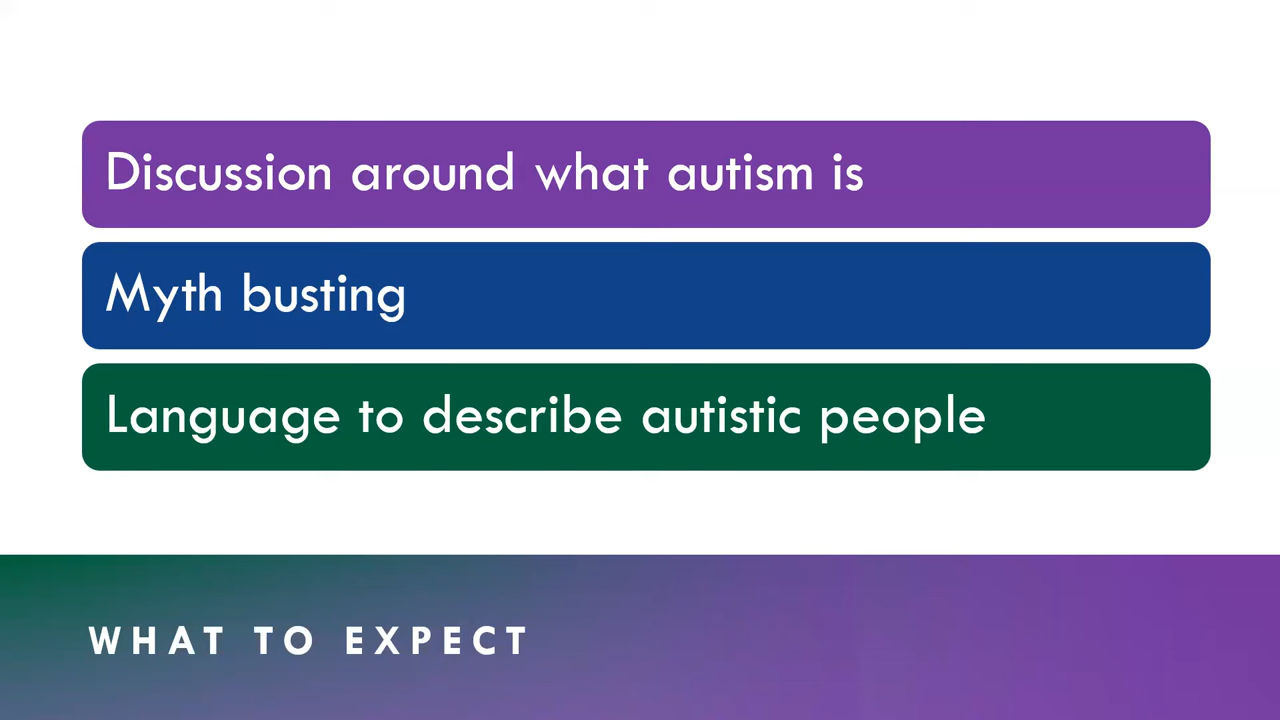 Discussion around what autism is
Myth busting
Language to describe autistic people
WHAT TO EXPECT